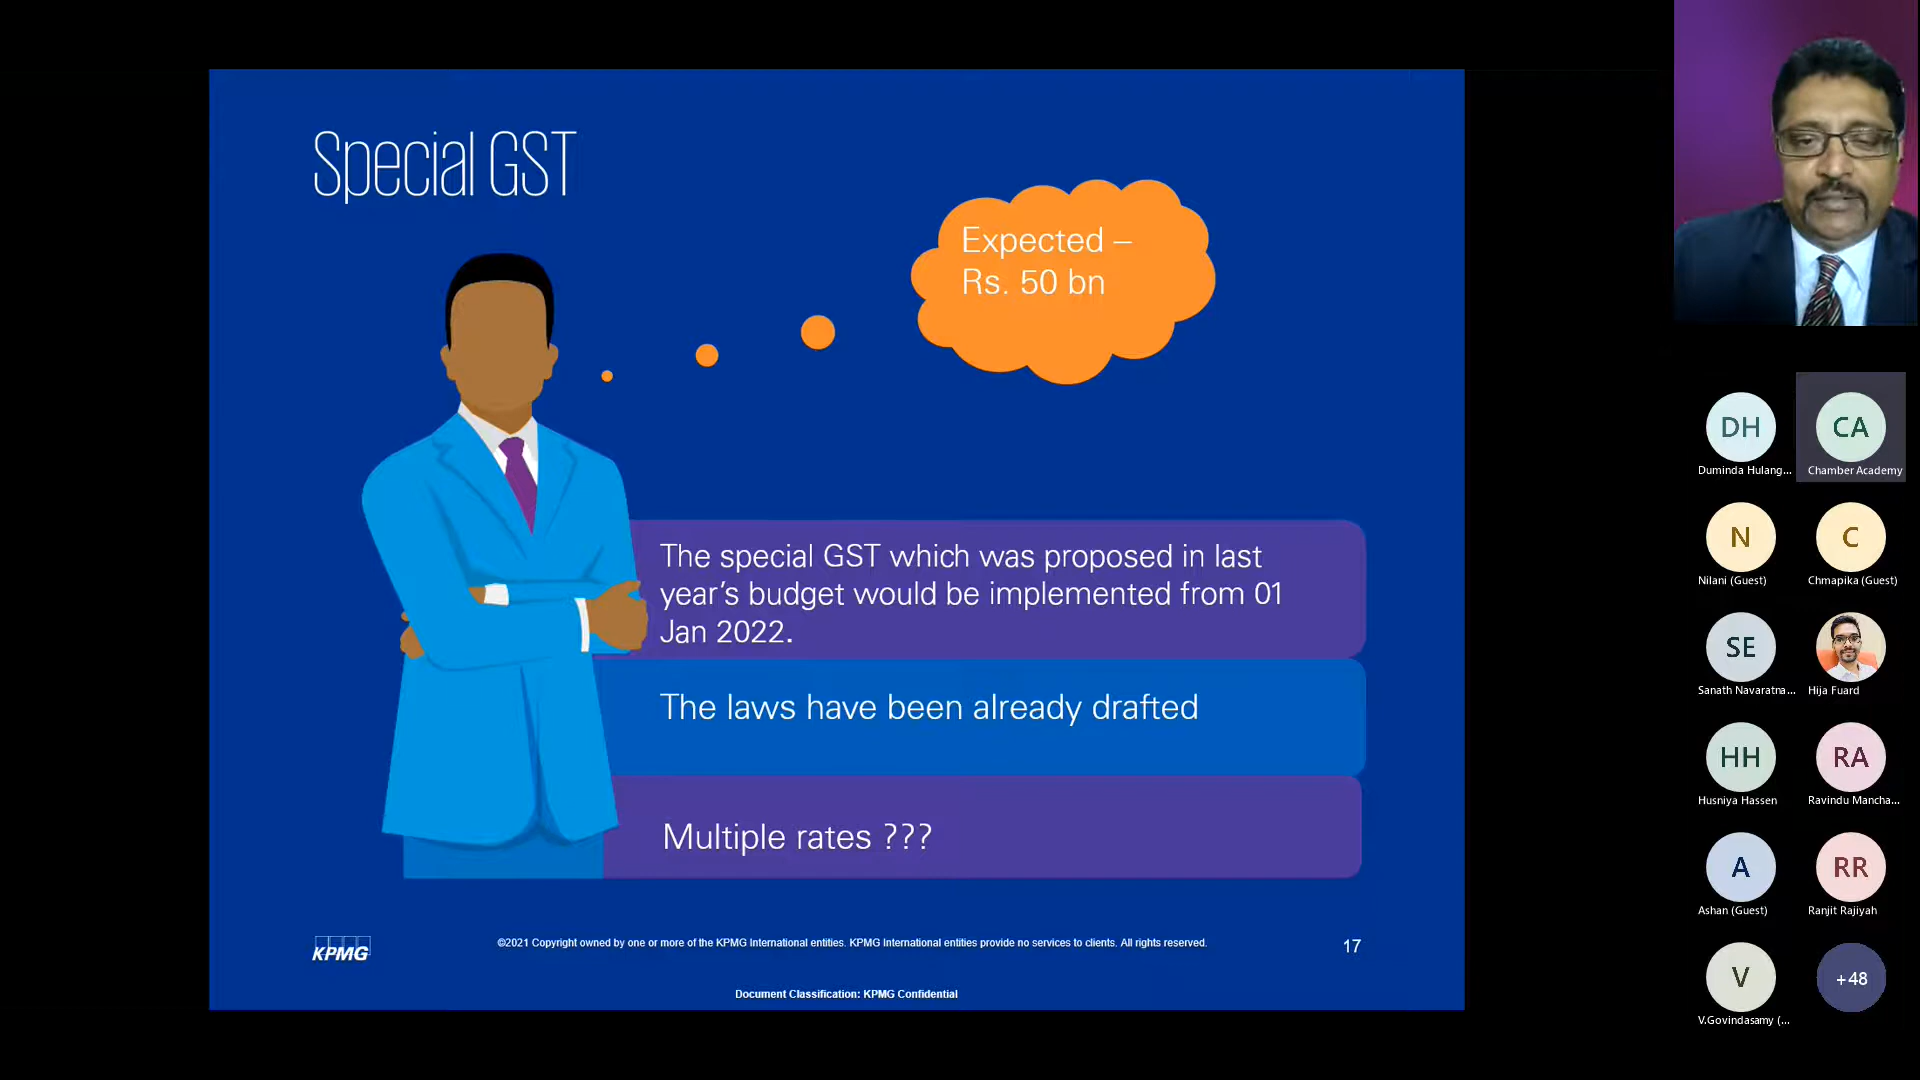 Special GST
Expected –
Rs. 50 bn
The special GST which was proposed in last
year's budget would be implemented from 01
Jan 2022.
The laws have been already drafted
Multiple rates ???
KPMG
©2021 Copyright owned by one or more of the KPMG International entities. KPMG International entities provide no services to clients. All rights reserved.
17
Document Classification: KPMG Confidential
DH
Duminda Hulang...
CA
Chamber Academy
N
Nilani (Guest)
C
Chmapika (Guest)
SE
Sanath Navaratna...
Hija Fuard
HH
Husniya Hassen
RA
Ravindu Mancha...
A
Ashan (Guest)
RR
Ranjit Rajiyah
V
V.Govindasamy (...
+48